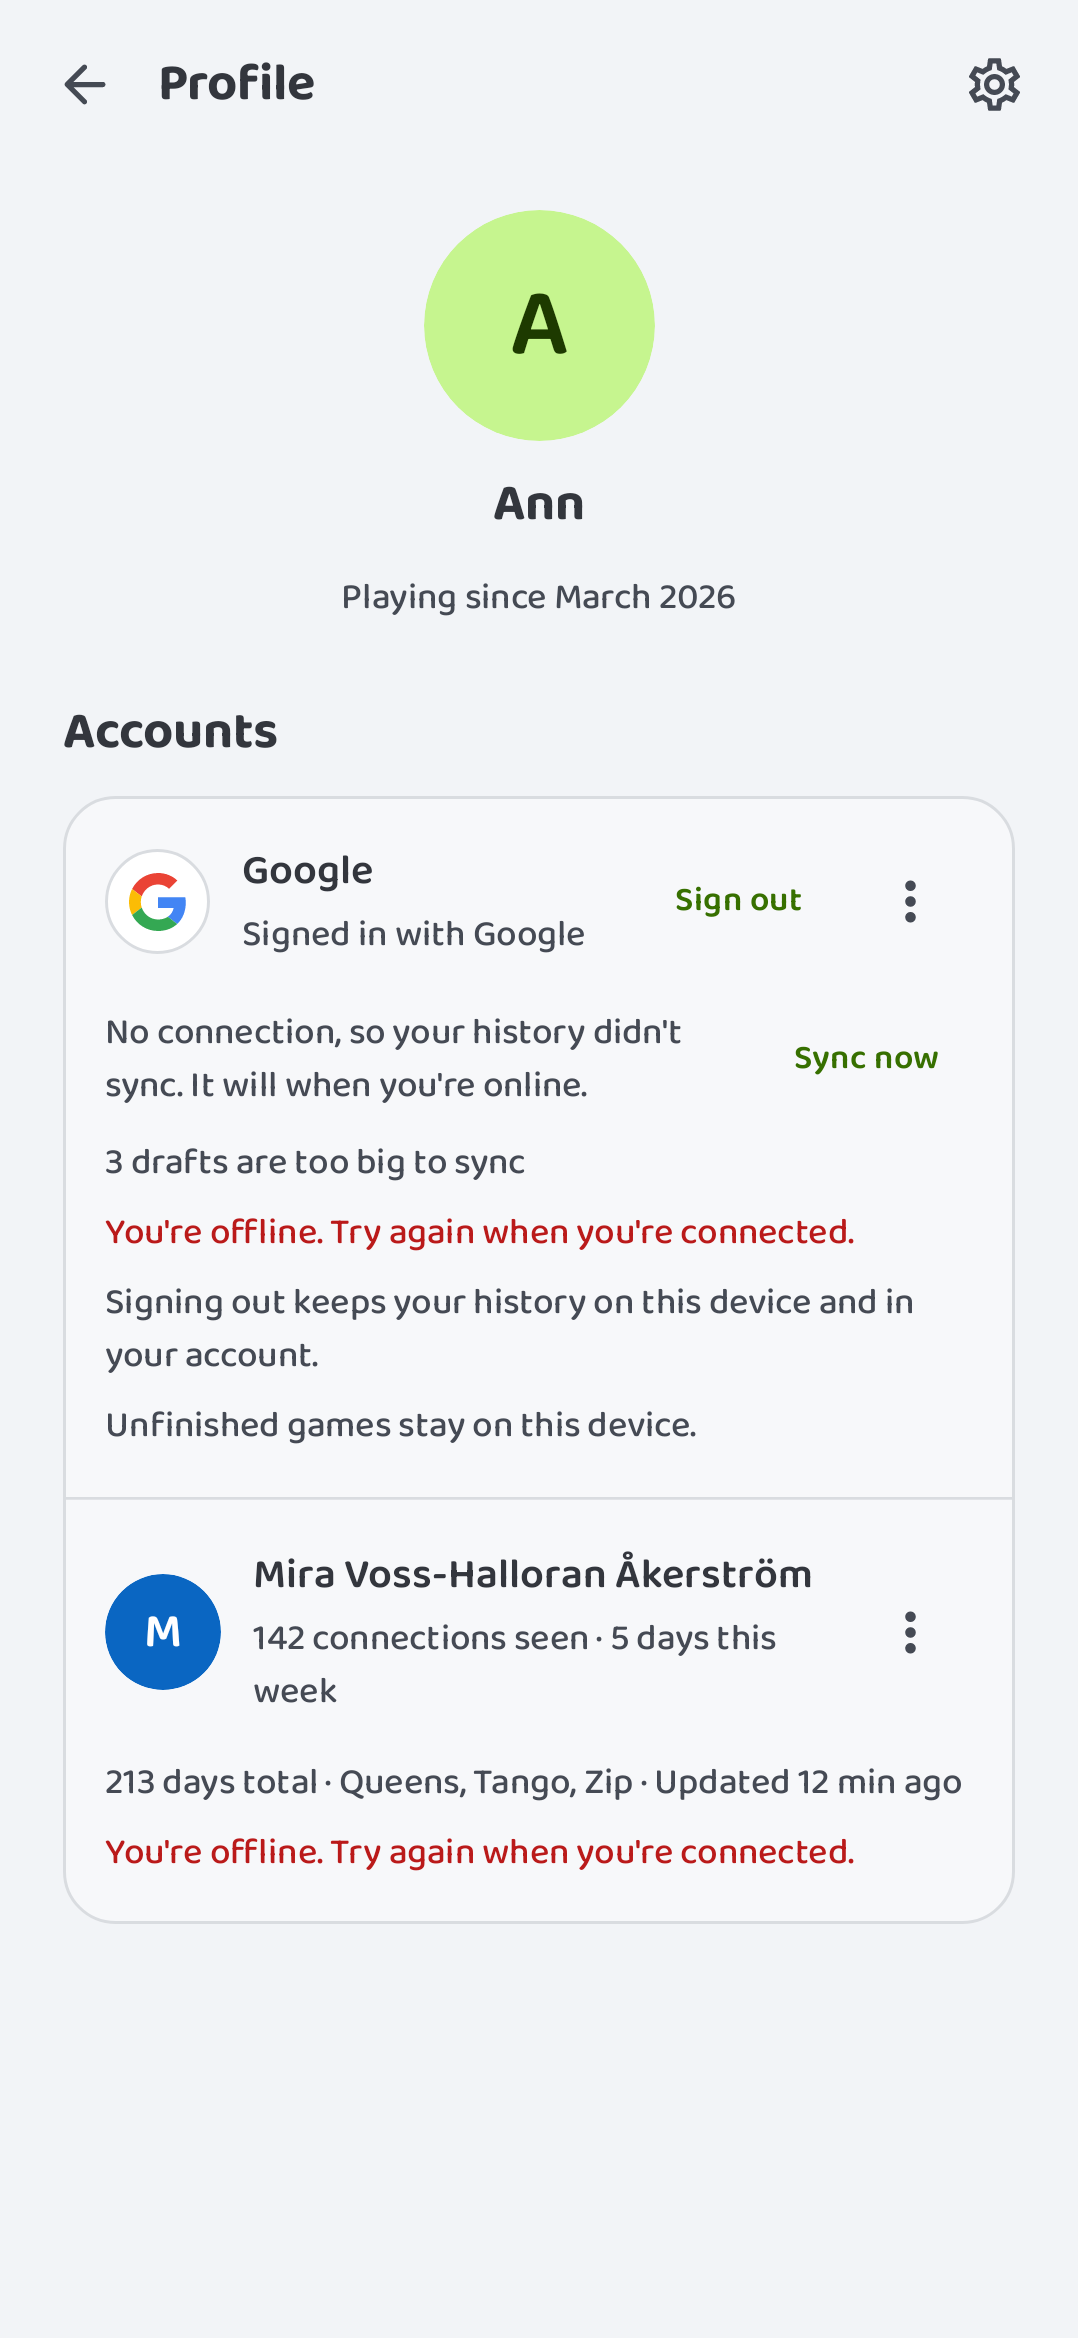 Profile
A
Ann
Playing since March 2026
Accounts
Google
Signed in with Google
Sign out
No connection, so your history didn't
sync. It will when you're online.
Sync now
3 drafts are too big to sync
You're offline. Try again when you're connected.
Signing out keeps your history on this device and in
your account.
Unfinished games stay on this device.
M
Mira Voss-Halloran Åkerström
142 connections seen · 5 days this
week
213 days total · Queens, Tango, Zip · Updated 12 min ago
You're offline. Try again when you're connected.